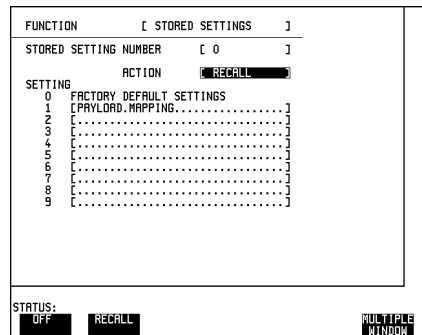 FUNCTION [ STORED SETTINGS ]
STORED SETTING NUMBER [ 0 ]
ACTION [ RECALL ]
SETTING
0 FACTORY DEFAULT SETTINGS
1 [PAYLOAD.MAPPING................]
2 [...............................]
3 [...............................]
4 [...............................]
5 [...............................]
6 [...............................]
7 [...............................]
8 [...............................]
9 [...............................]
STATUS:
OFF RECALL MULTIPLE
WINDOW